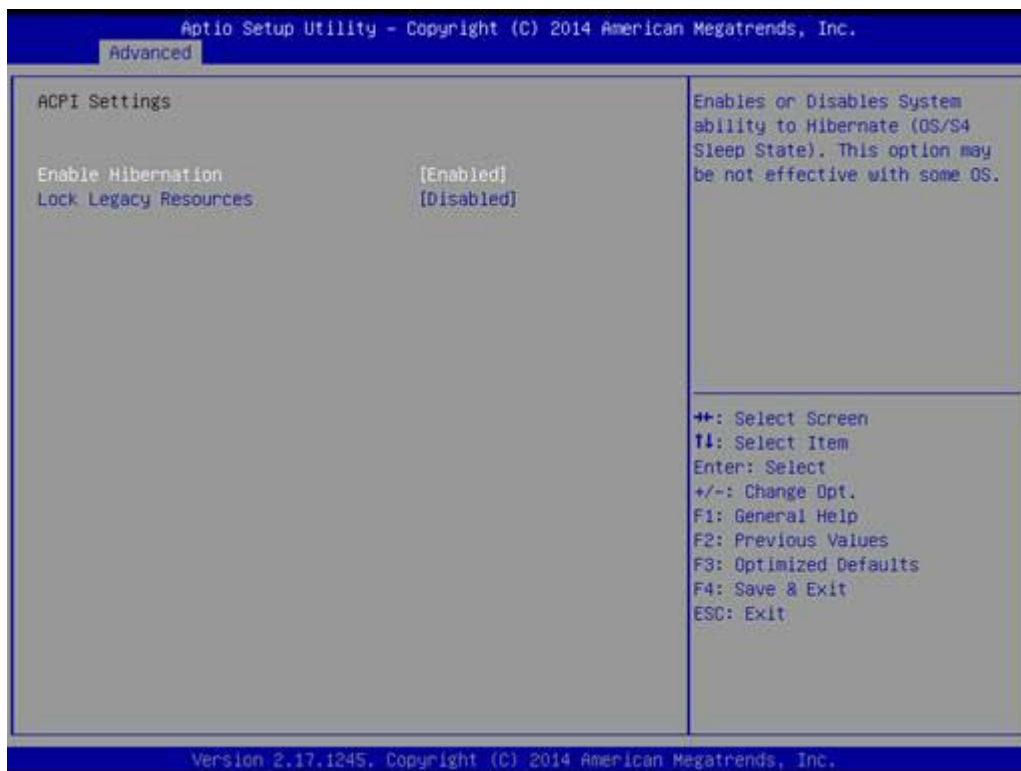 Aptio Setup Utility – Copyright (C) 2014 American Megatrends, Inc.
Advanced
ACPI Settings
Enable Hibernation [Enabled]
Lock Legacy Resources [Disabled]
Enables or Disables System
ability to Hibernate (OS/S4
Sleep State). This option may
be not effective with some OS.
→←: Select Screen
↑↓: Select Item
Enter: Select
+/-: Change Opt.
F1: General Help
F2: Previous Values
F3: Optimized Defaults
F4: Save & Exit
ESC: Exit
Version 2.17.1245. Copyright (C) 2014 American Megatrends, Inc.